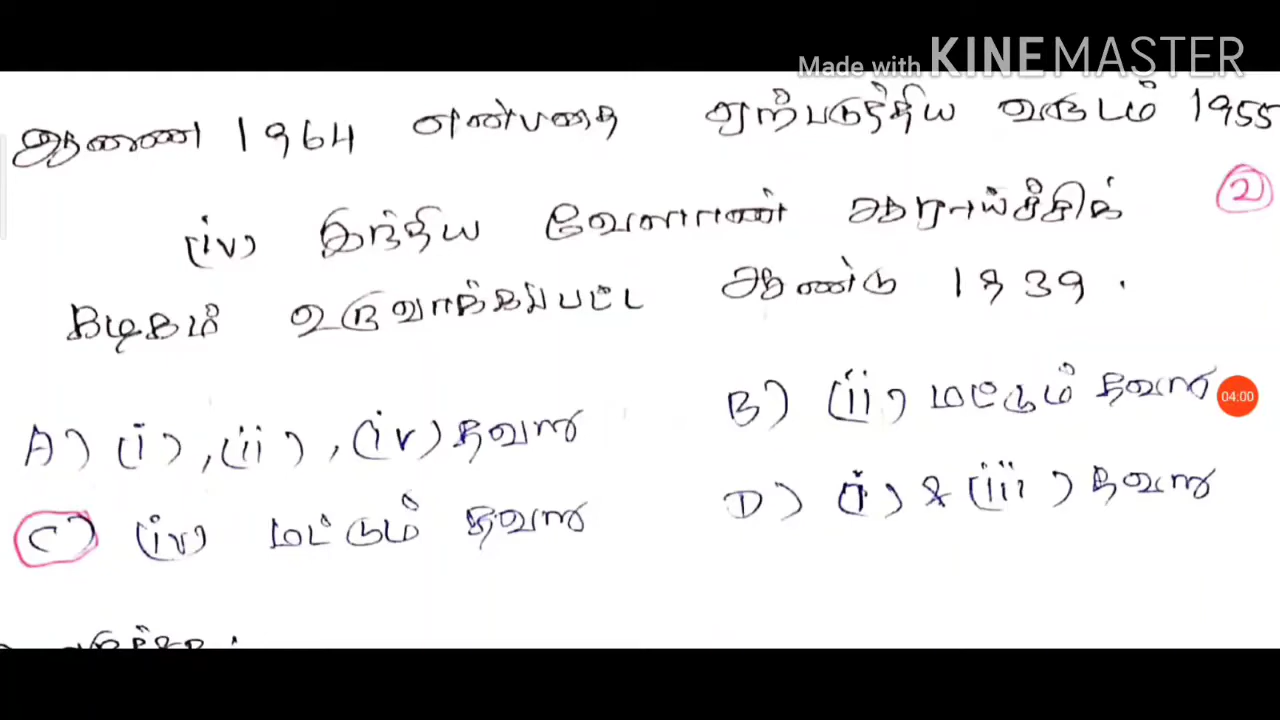 Made with KINEMASTER
ஆணை 1964 என்பதை ஏற்படுத்திய வருடம் 1955
2
(iv) இந்திய வேளாண் ஆராய்ச்சிக்
கழகம் உருவாக்கப்பட்ட ஆண்டு 1939.
A) (i), (ii), (iv) தவறு
B) (ii) மட்டும் தவறு
04:00
C) (iv) மட்டும் தவறு
D) (i) & (iii) தவறு